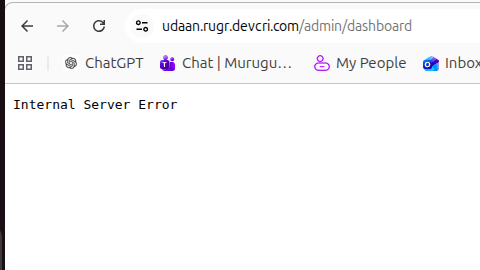 udaan.rugr.devcri.com/admin/dashboard
ChatGPT Chat | Murugu... My People Inbox
Internal Server Error